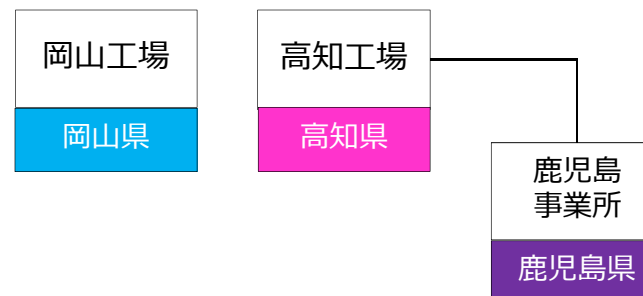 岡山工場
岡山県
高知工場
高知県
鹿児島
事業所
鹿児島県